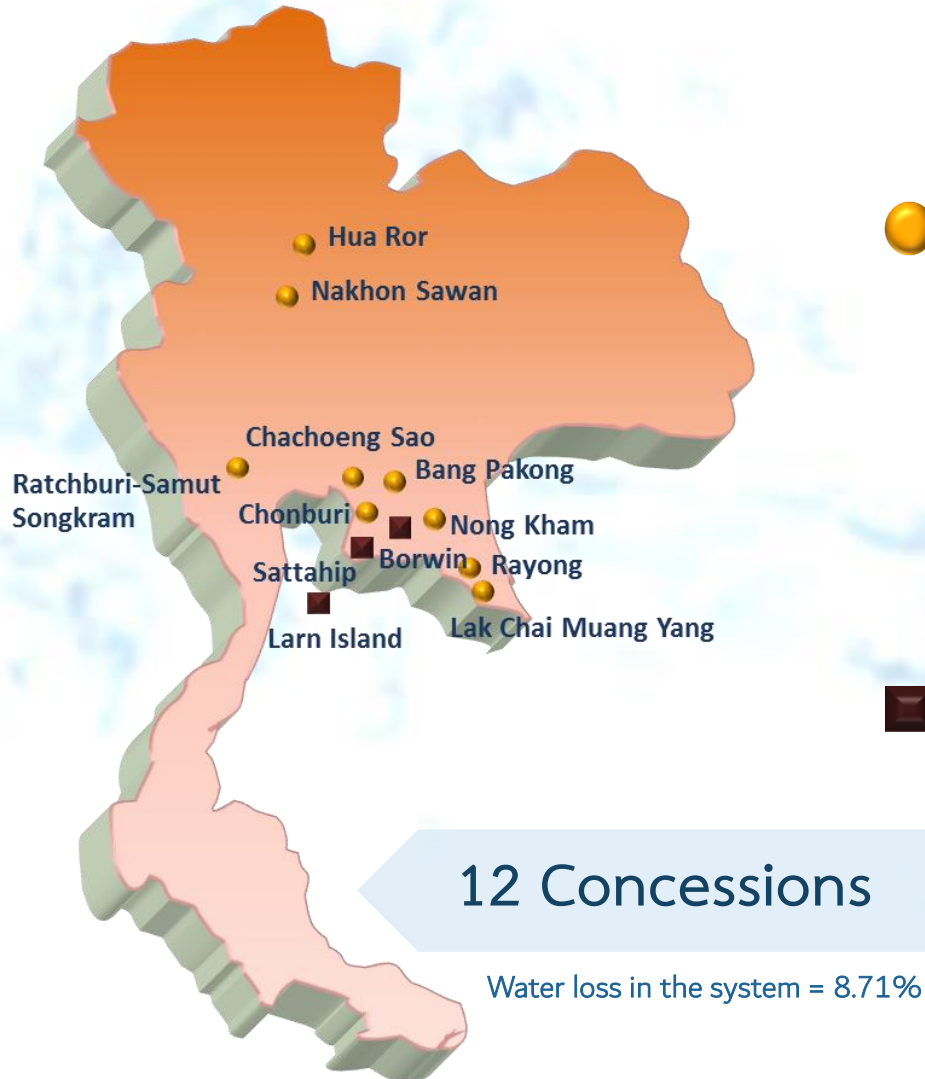 Hua Ror
Nakhon Sawan
Chachoeng Sao
Bang Pakong
Ratchburi-Samut
Songkram
Chonburi
Nong Kham
Borwin
Rayong
Sattahip
Lak Chai Muang Yang
Larn Island
12 Concessions
Water loss in the system = 8.71%